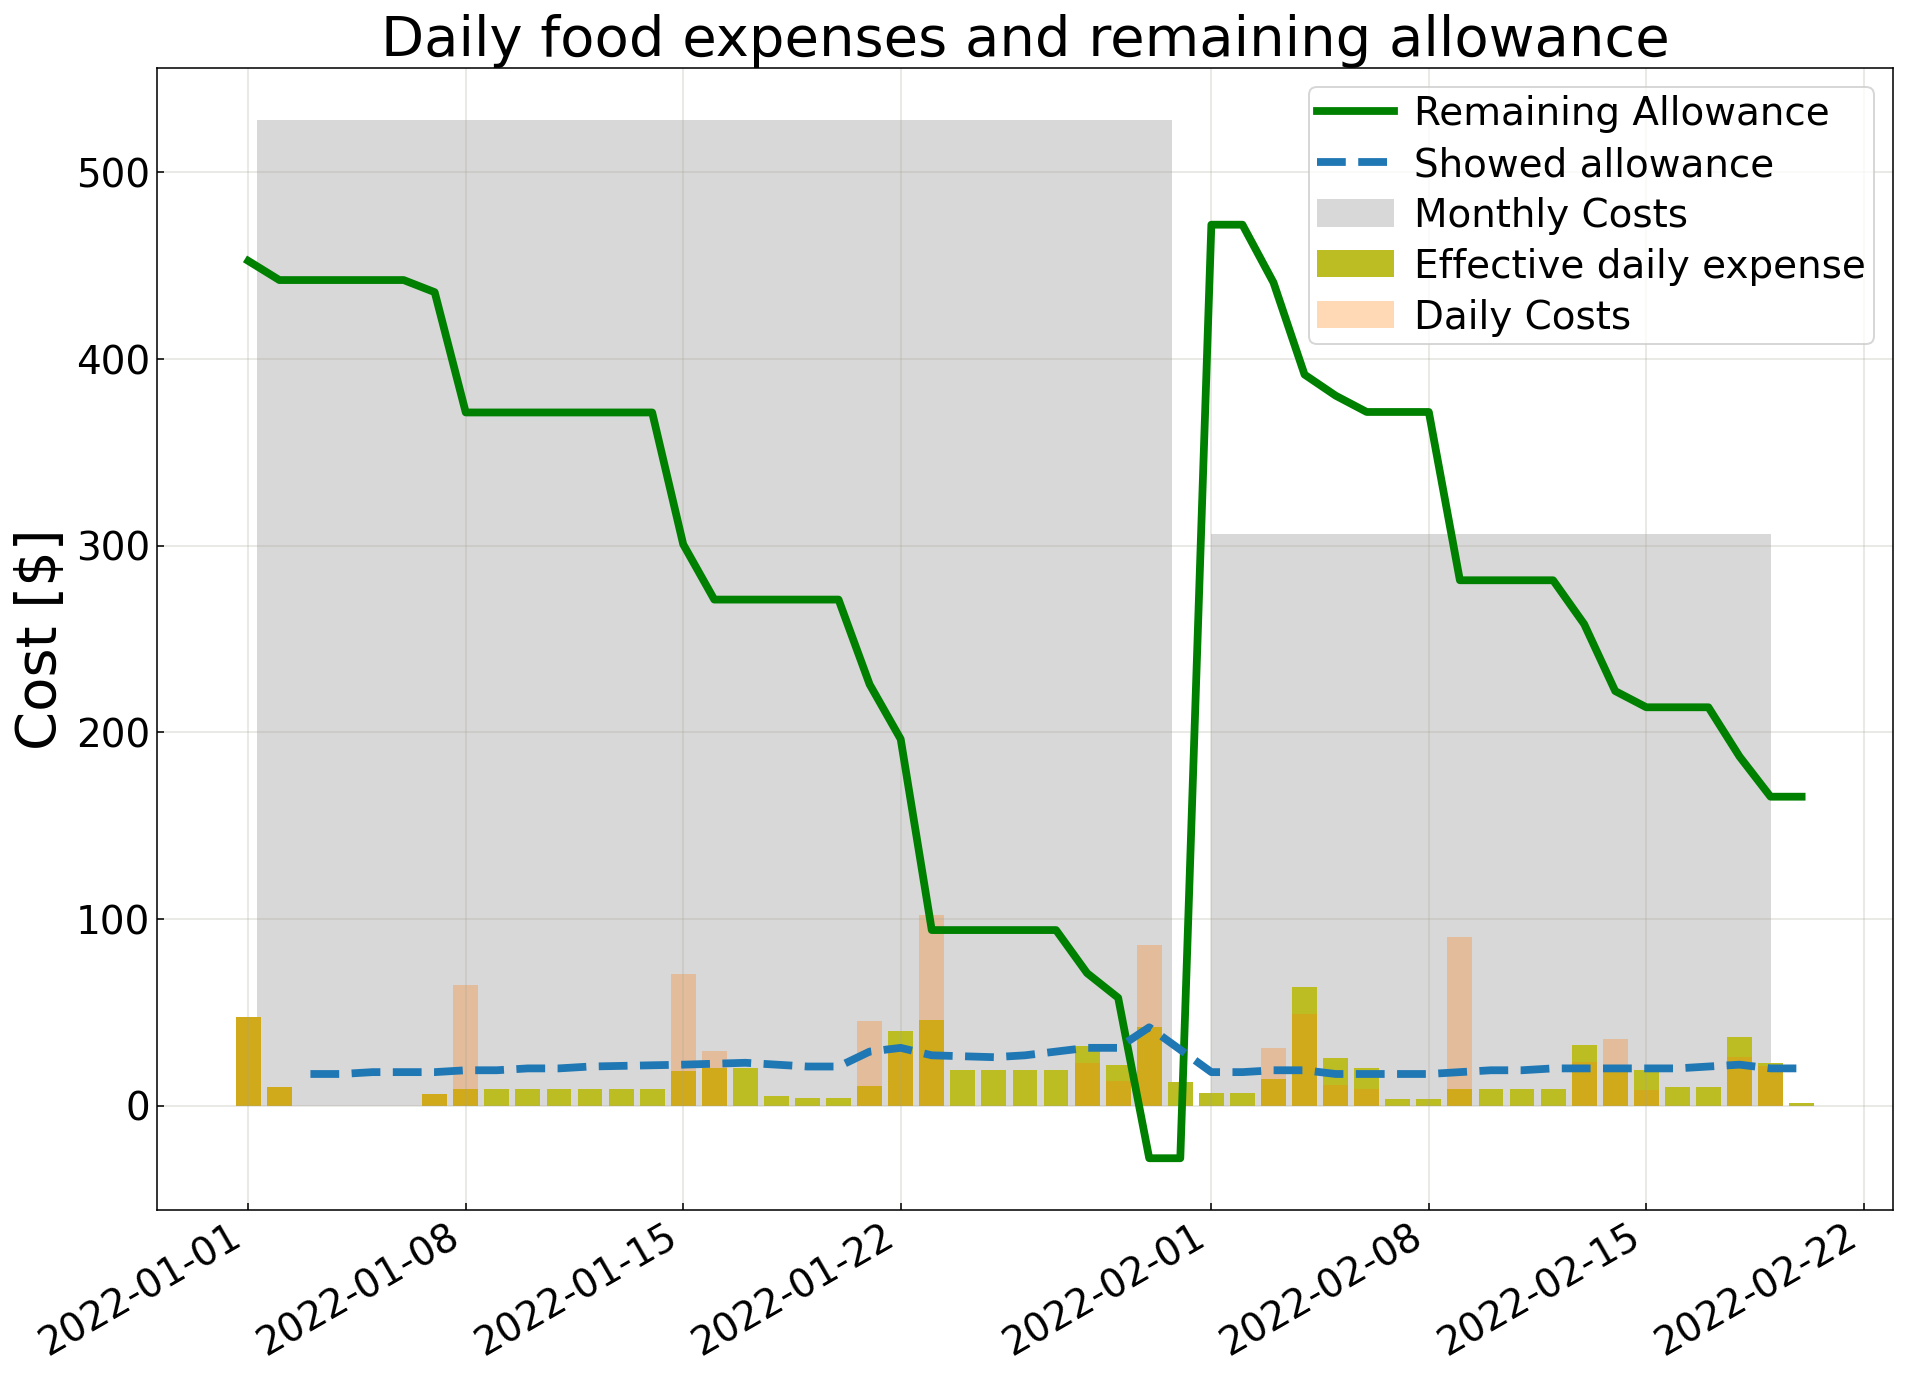 Daily food expenses and remaining allowance
Remaining Allowance
Showed allowance
Monthly Costs
Effective daily expense
Daily Costs
Cost [$]
500
400
300
200
100
0
2022-01-01
2022-01-08
2022-01-15
2022-01-22
2022-02-01
2022-02-08
2022-02-15
2022-02-22